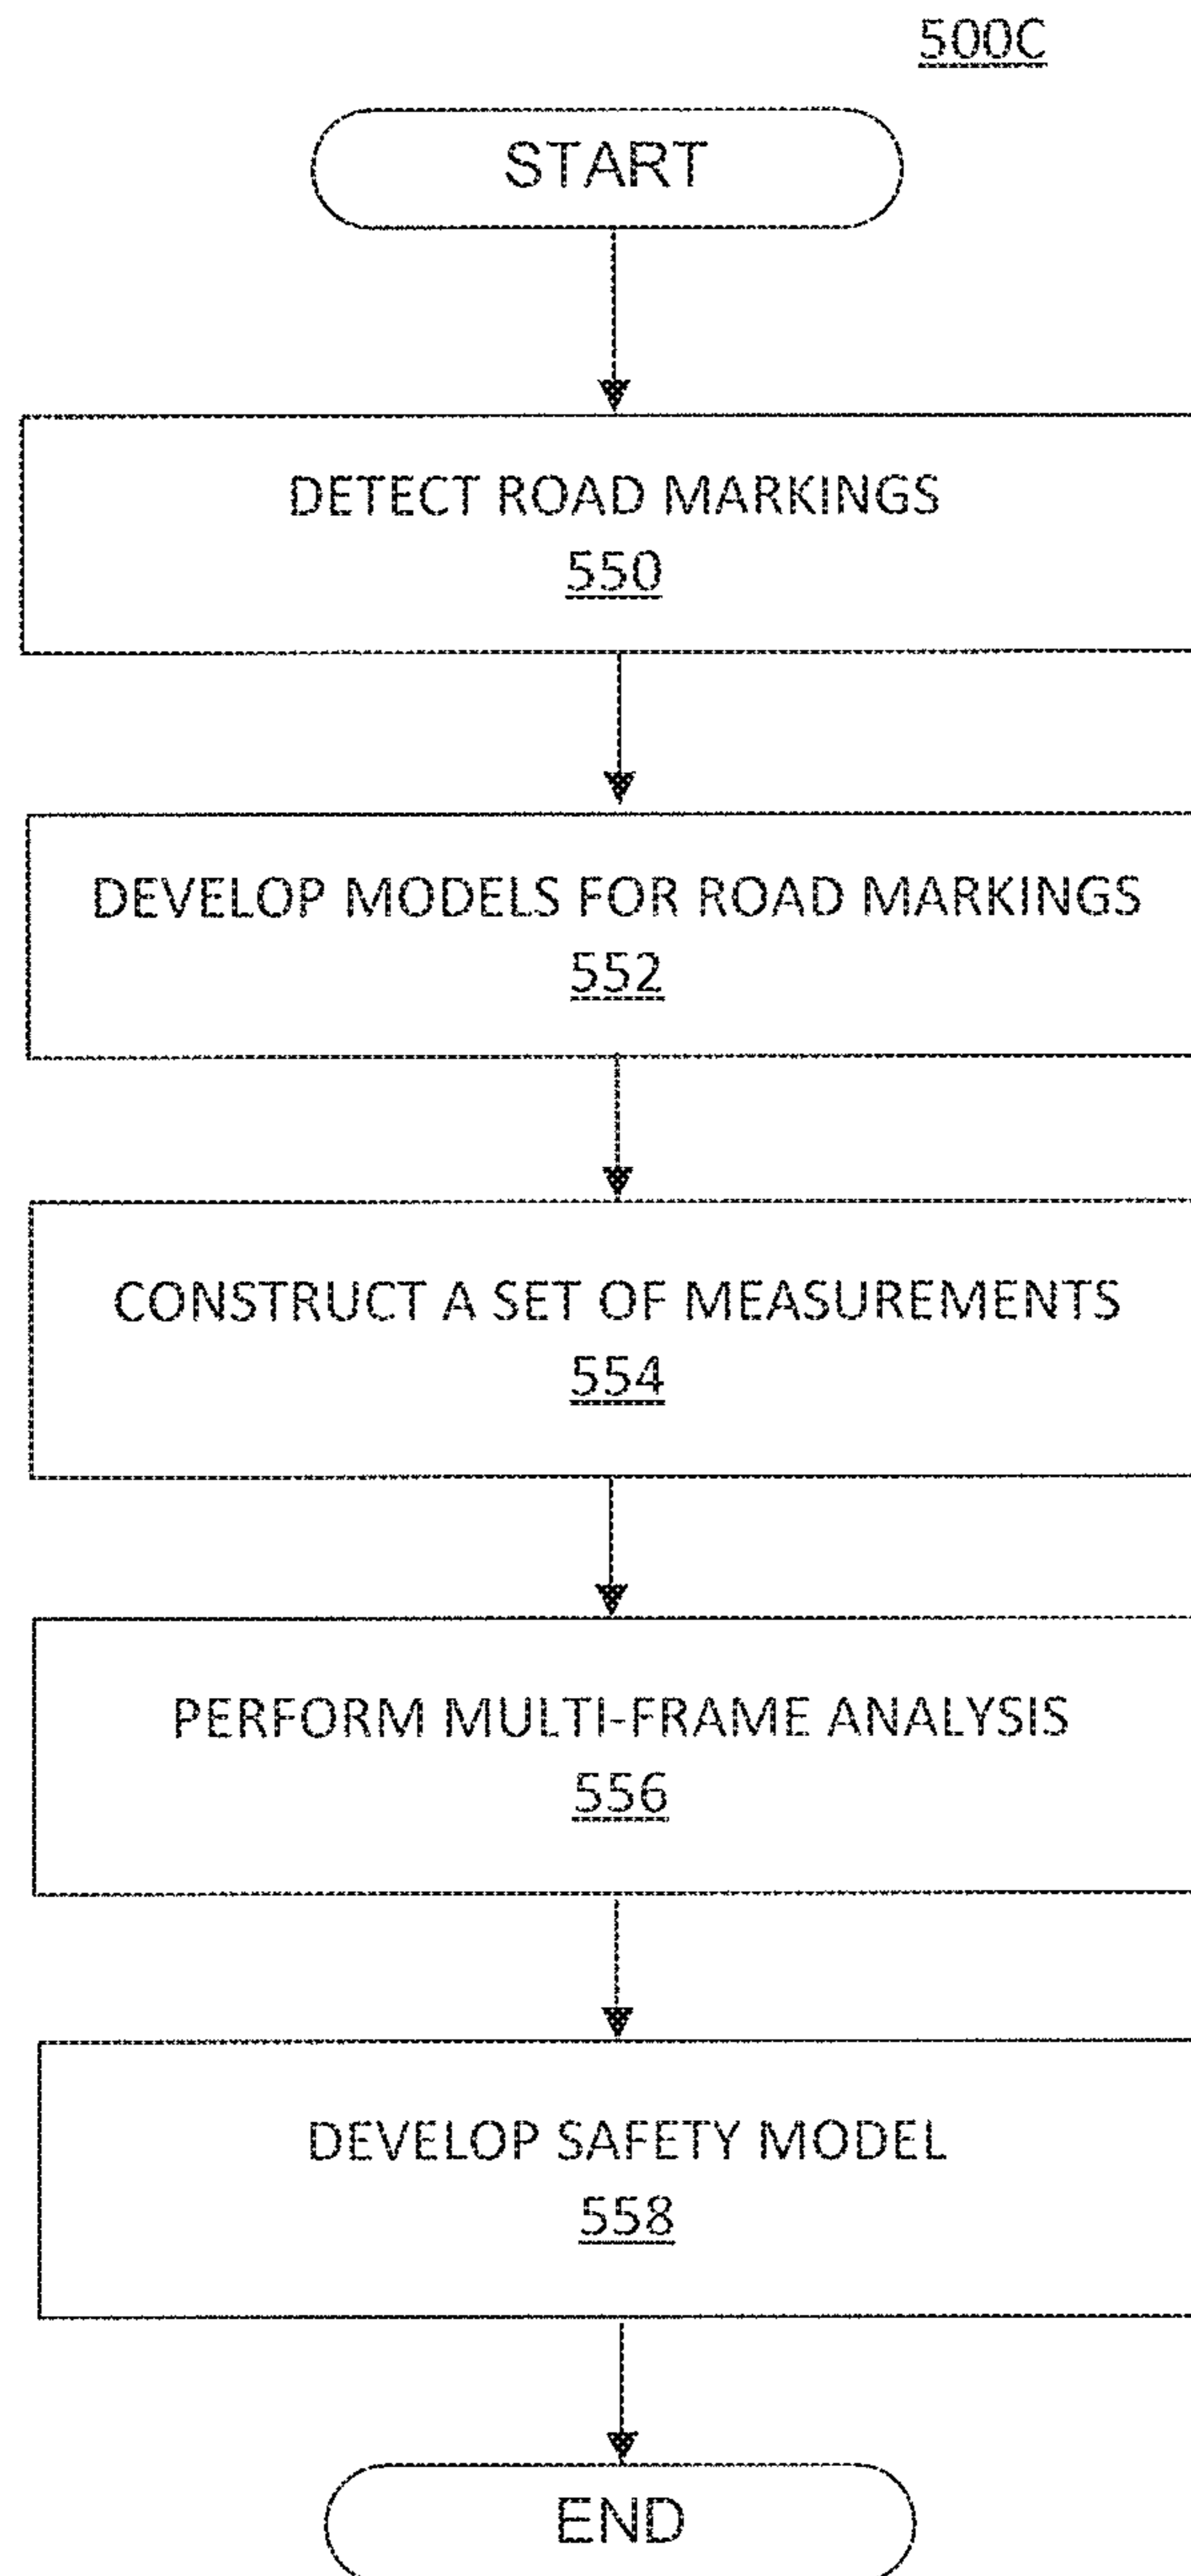 500C
START
DETECT ROAD MARKINGS
550
DEVELOP MODELS FOR ROAD MARKINGS
552
CONSTRUCT A SET OF MEASUREMENTS
554
PERFORM MULTI-FRAME ANALYSIS
556
DEVELOP SAFETY MODEL
558
END